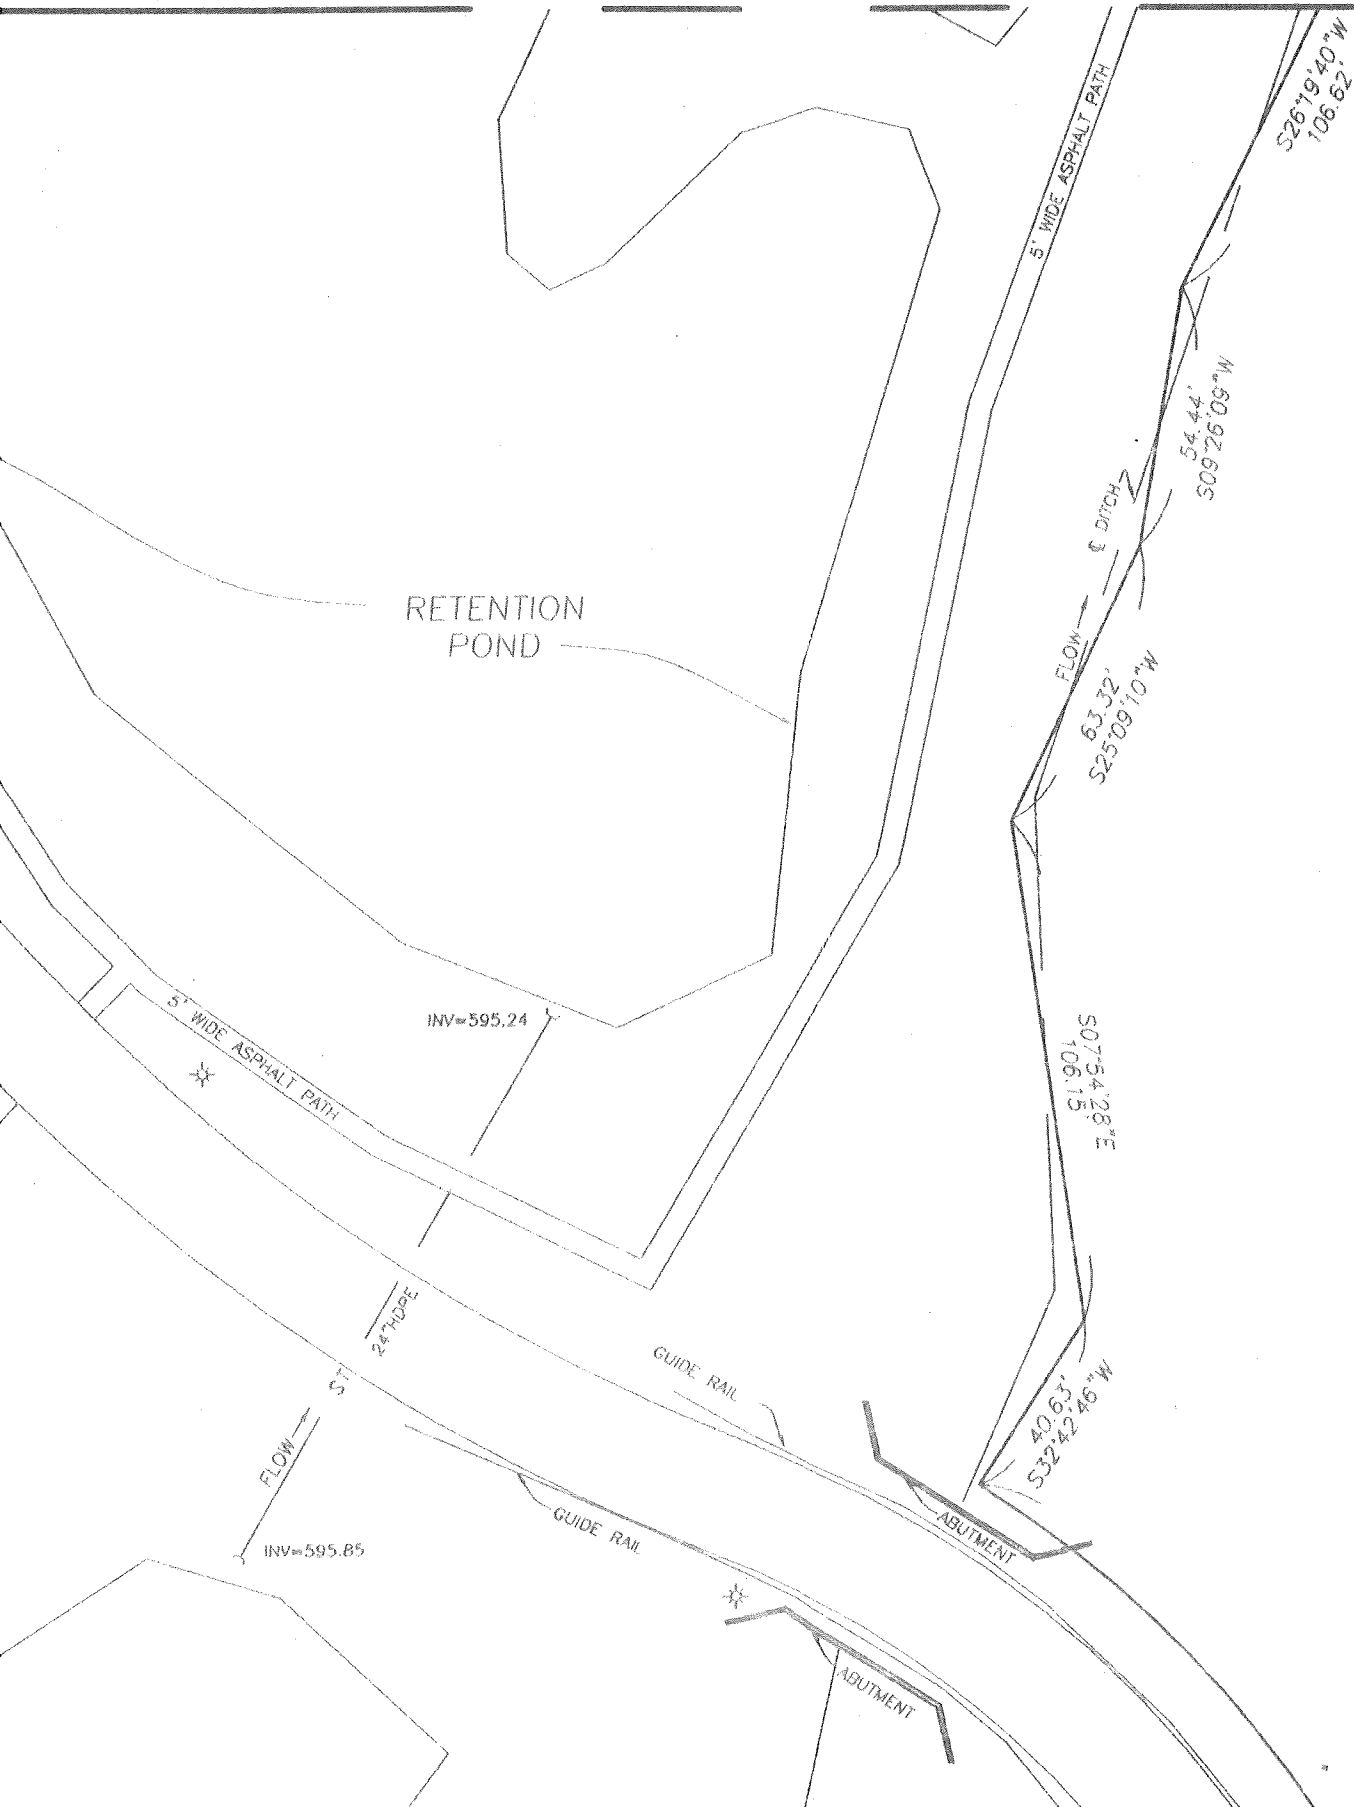 S26°19'40"W
106.62'
5' WIDE ASPHALT PATH
54.44'
S09°26'09"W
℄ DITCH
FLOW
RETENTION
POND
63.32'
S25°09'10"W
5' WIDE ASPHALT PATH
INV=595.24
S07°54'28"E
106.15'
24"HDPE
ST
GUIDE RAIL
40.63'
S32°42'46"W
FLOW
GUIDE RAIL
ABUTMENT
INV=595.85
ABUTMENT